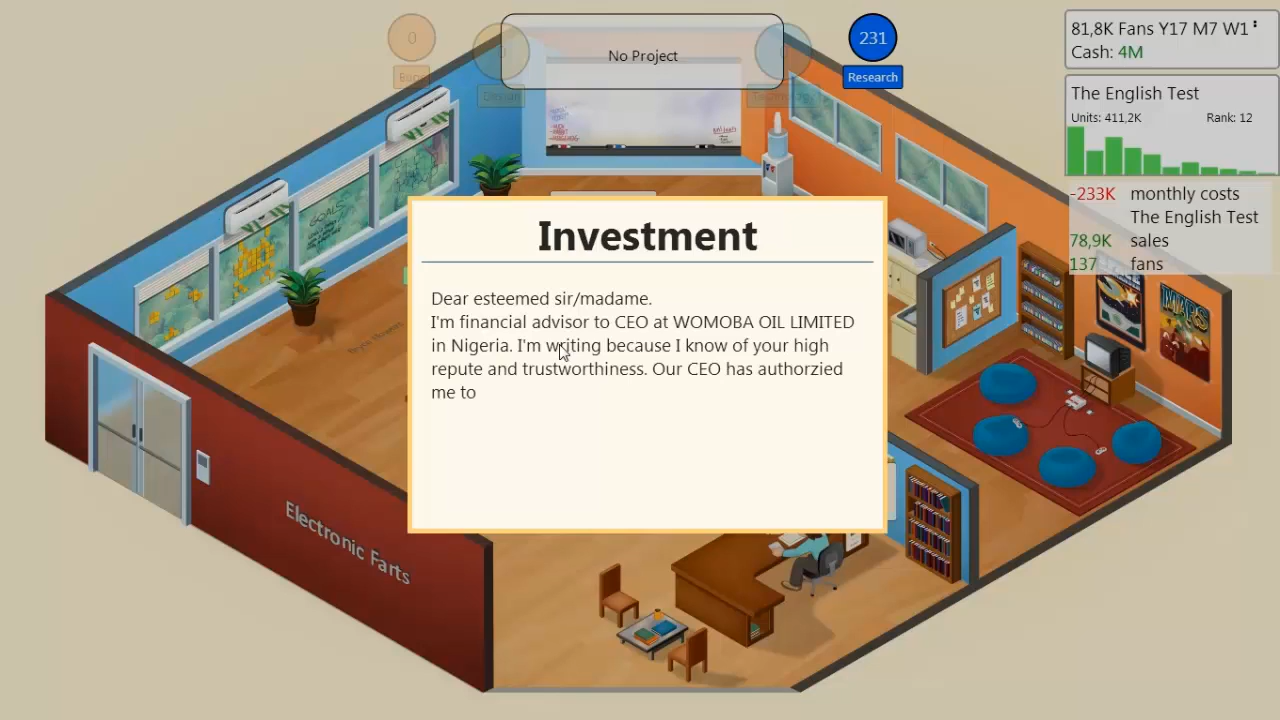 0
No Project
231
Research
81,8K Fans Y17 M7 W1
Cash: 4M
The English Test
Units: 411,2K Rank: 12
-233K monthly costs
The English Test
78,9K sales
137 fans
Investment
Dear esteemed sir/madame.
I'm financial advisor to CEO at WOMOBA OIL LIMITED
in Nigeria. I'm writing because I know of your high
repute and trustworthiness. Our CEO has authorzied
me to
GOALS
Electronic Farts